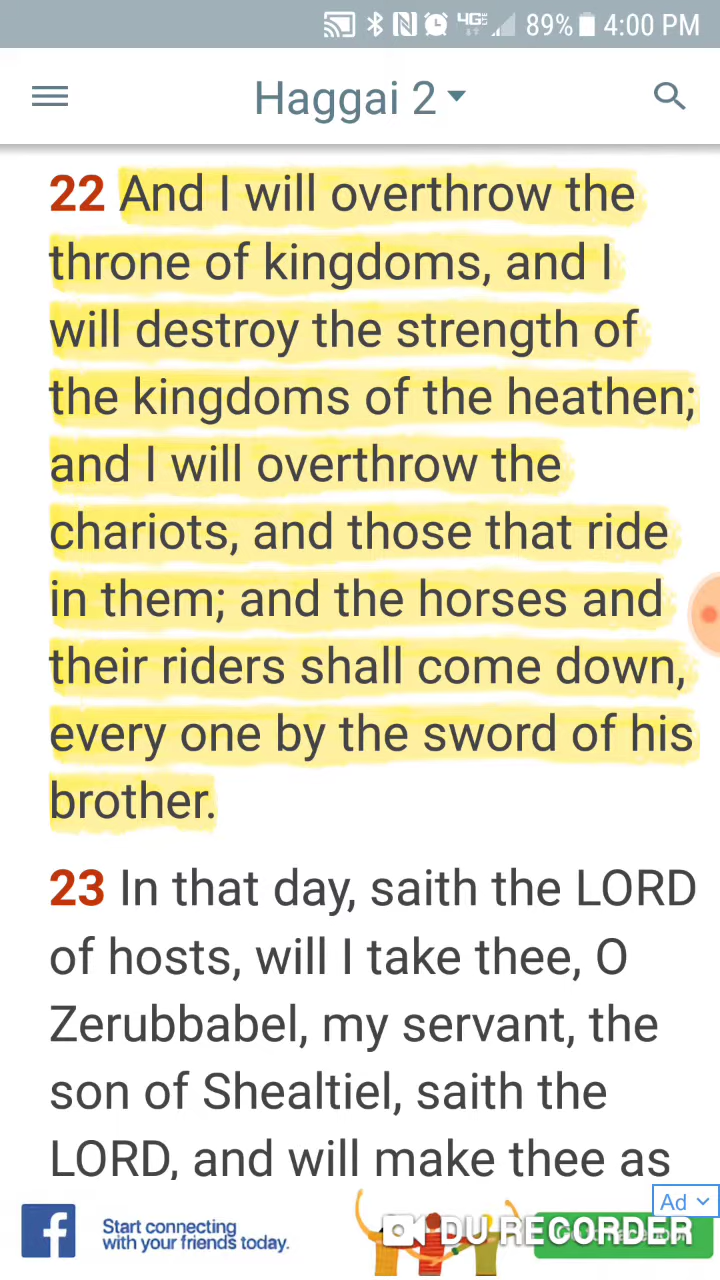 4G 89% 4:00 PM
Haggai 2
22 And I will overthrow the
throne of kingdoms, and I
will destroy the strength of
the kingdoms of the heathen;
and I will overthrow the
chariots, and those that ride
in them; and the horses and
their riders shall come down,
every one by the sword of his
brother.
23 In that day, saith the LORD
of hosts, will I take thee, O
Zerubbabel, my servant, the
son of Shealtiel, saith the
LORD, and will make thee as
Ad
Start connecting
with your friends today.
DU RECORDER